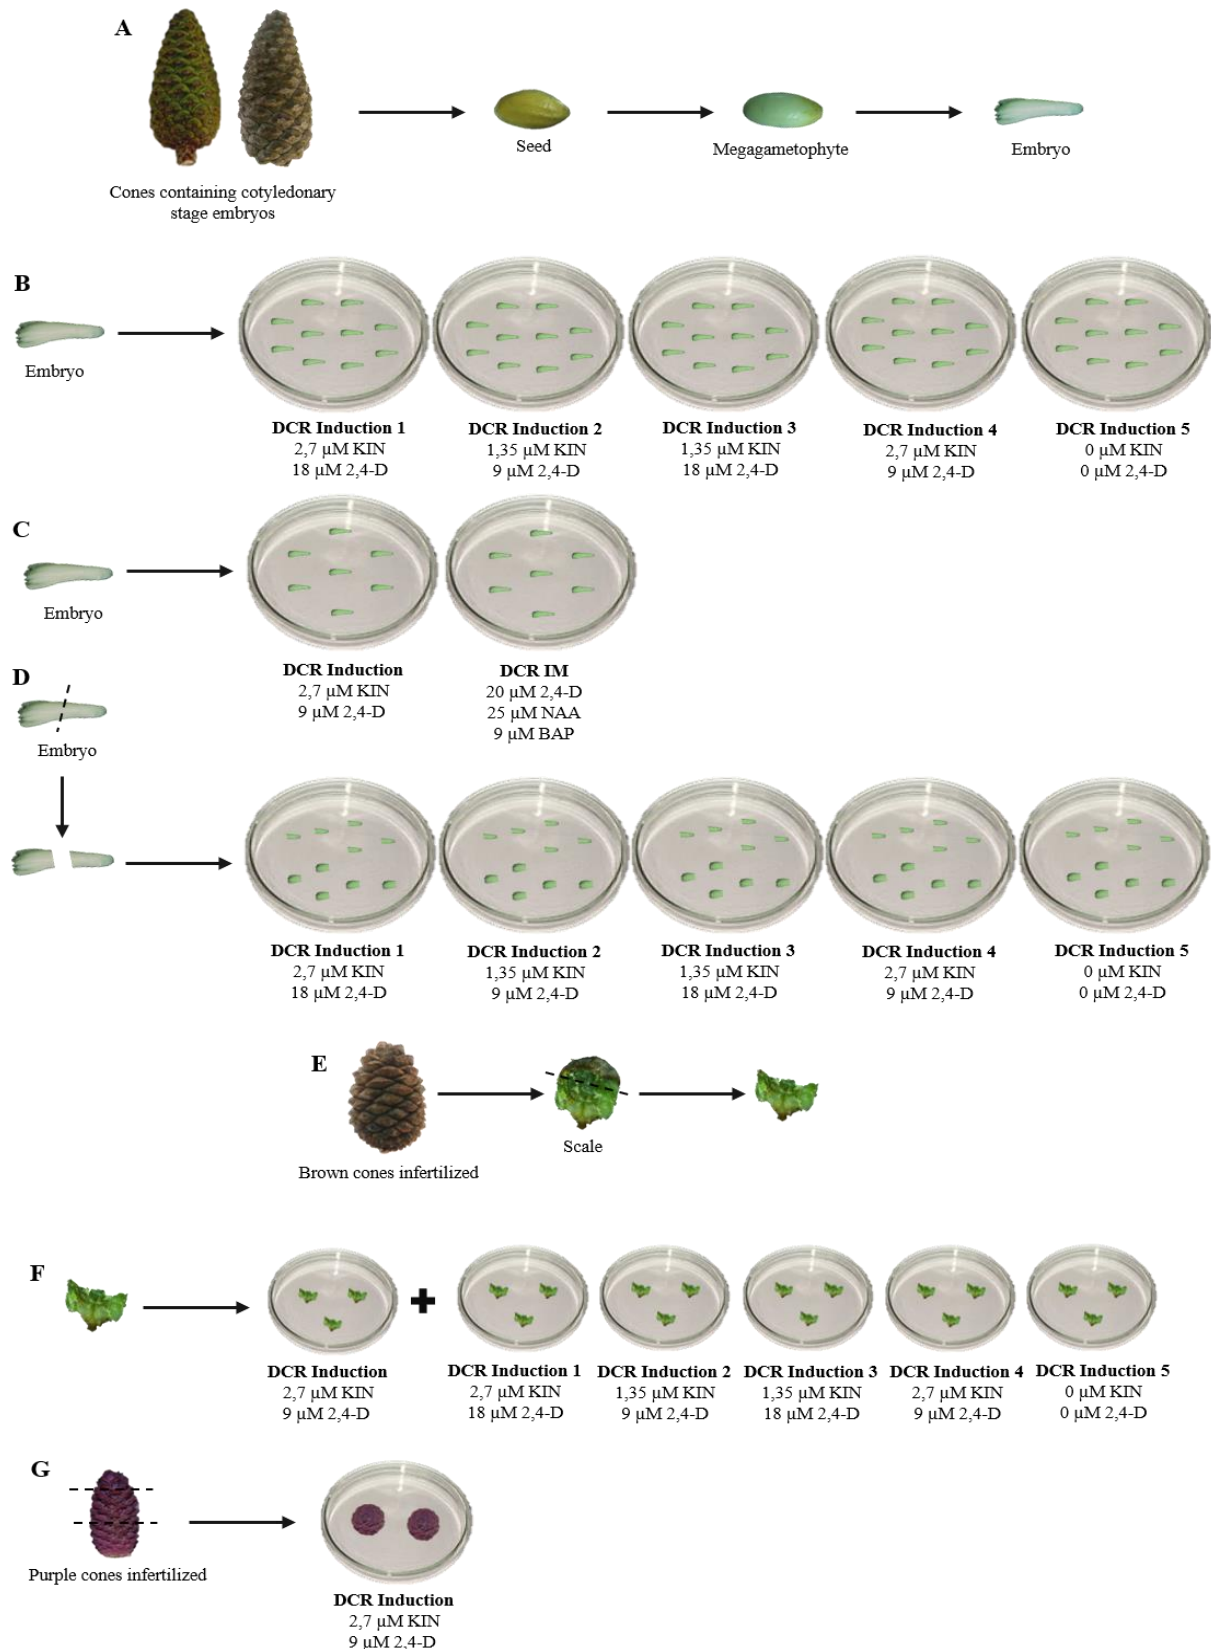 A
Seed
Megagametophyte
Embryo
Cones containing cotyledonary
stage embryos
B
Embryo
DCR Induction 1
2,7 µM KIN
18 µM 2,4-D
DCR Induction 2
1,35 µM KIN
9 µM 2,4-D
DCR Induction 3
1,35 µM KIN
18 µM 2,4-D
DCR Induction 4
2,7 µM KIN
9 µM 2,4-D
DCR Induction 5
0 µM KIN
0 µM 2,4-D
C
Embryo
DCR Induction
2,7 µM KIN
9 µM 2,4-D
DCR IM
20 µM 2,4-D
25 µM NAA
9 µM BAP
D
Embryo
DCR Induction 1
2,7 µM KIN
18 µM 2,4-D
DCR Induction 2
1,35 µM KIN
9 µM 2,4-D
DCR Induction 3
1,35 µM KIN
18 µM 2,4-D
DCR Induction 4
2,7 µM KIN
9 µM 2,4-D
DCR Induction 5
0 µM KIN
0 µM 2,4-D
E
Scale
Brown cones infertilized
F
DCR Induction
2,7 µM KIN
9 µM 2,4-D
DCR Induction 1
2,7 µM KIN
18 µM 2,4-D
DCR Induction 2
1,35 µM KIN
9 µM 2,4-D
DCR Induction 3
1,35 µM KIN
18 µM 2,4-D
DCR Induction 4
2,7 µM KIN
9 µM 2,4-D
DCR Induction 5
0 µM KIN
0 µM 2,4-D
G
Purple cones infertilized
DCR Induction
2,7 µM KIN
9 µM 2,4-D